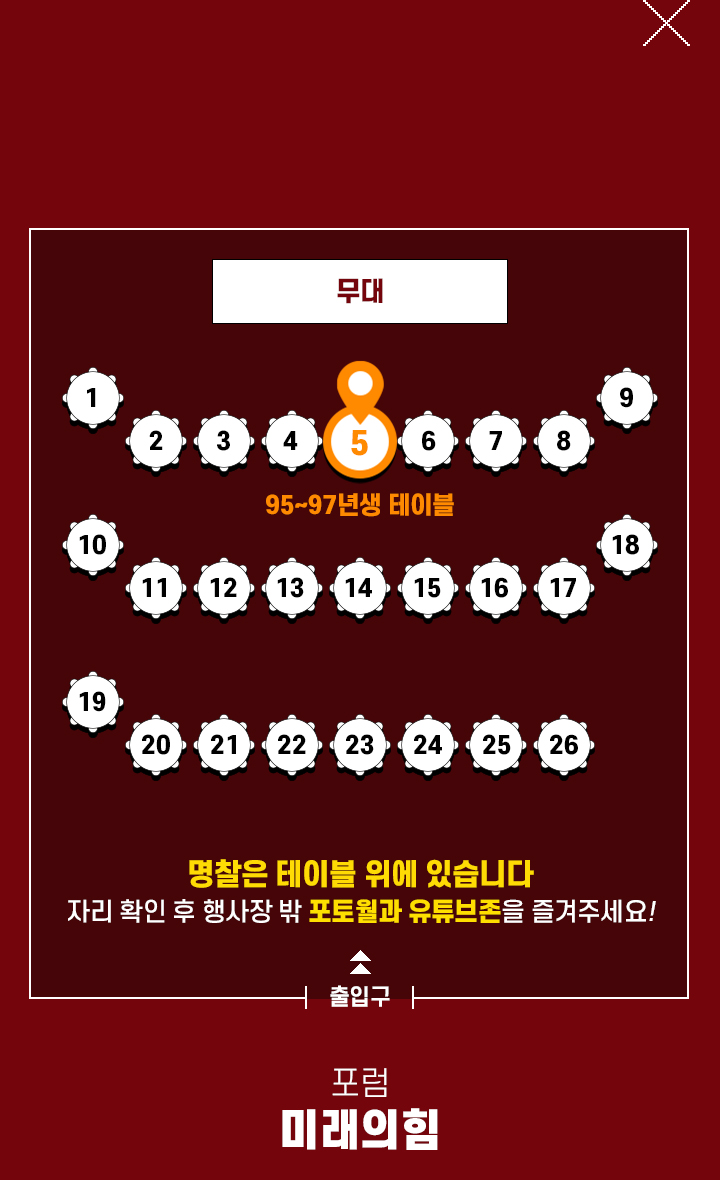 무대
1 9
2 3 4 5 6 7 8
95~97년생 테이블
10 18
11 12 13 14 15 16 17
19
20 21 22 23 24 25 26
명찰은 테이블 위에 있습니다
자리 확인 후 행사장 밖 포토월과 유튜브존을 즐겨주세요!
출입구
포럼
미래의힘